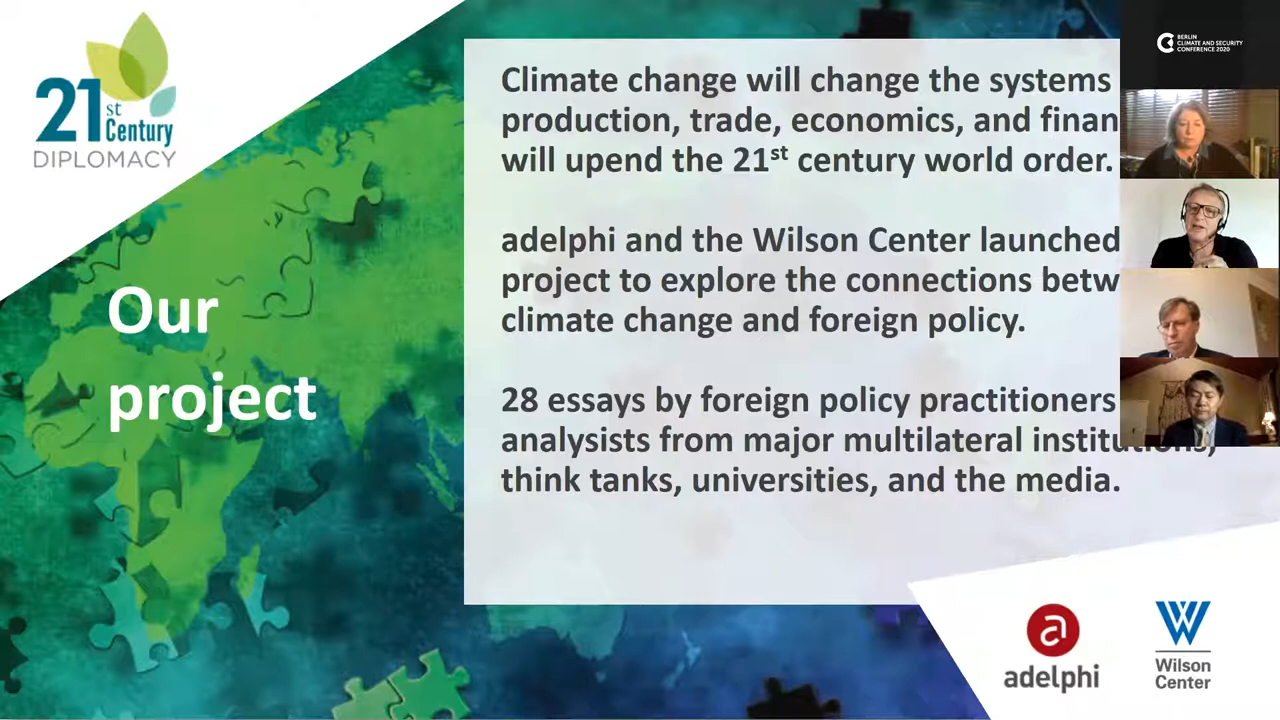 21st Century
DIPLOMACY
Our
project
Climate change will change the systems
production, trade, economics, and finan
will upend the 21st century world order.
adelphi and the Wilson Center launched
project to explore the connections betw
climate change and foreign policy.
28 essays by foreign policy practitioners
analysists from major multilateral institutions,
think tanks, universities, and the media.
BERLIN
CLIMATE AND SECURITY
CONFERENCE 2020
adelphi
Wilson
Center